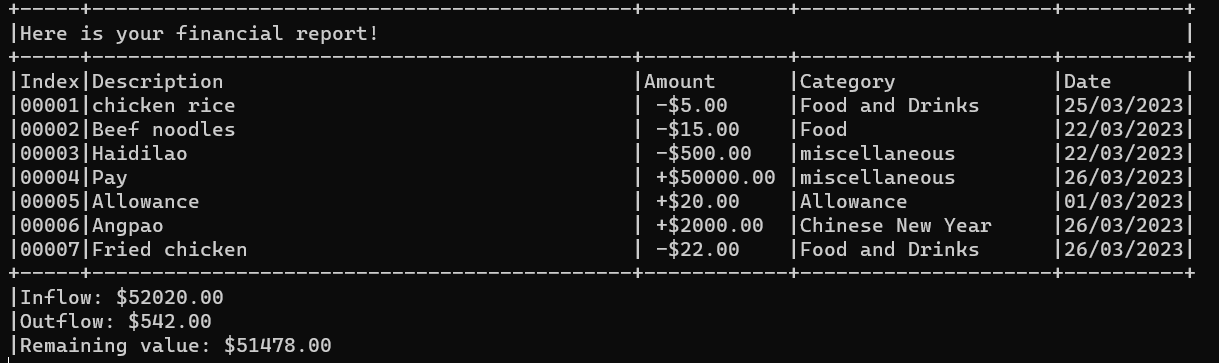 +-----+----------------------------------------------+------------+---------------------+----------+
|Here is your financial report!                                                                    |
+-----+----------------------------------------------+------------+---------------------+----------+
|Index|Description                                   |Amount      |Category             |Date      |
|00001|chicken rice                                  | -$5.00     |Food and Drinks      |25/03/2023|
|00002|Beef noodles                                  | -$15.00    |Food                 |22/03/2023|
|00003|Haidilao                                      | -$500.00   |miscellaneous        |22/03/2023|
|00004|Pay                                           | +$50000.00 |miscellaneous        |26/03/2023|
|00005|Allowance                                     | +$20.00    |Allowance            |01/03/2023|
|00006|Angpao                                        | +$2000.00  |Chinese New Year     |26/03/2023|
|00007|Fried chicken                                 | -$22.00    |Food and Drinks      |26/03/2023|
+-----+----------------------------------------------+------------+---------------------+----------+
|Inflow: $52020.00
|Outflow: $542.00
|Remaining value: $51478.00